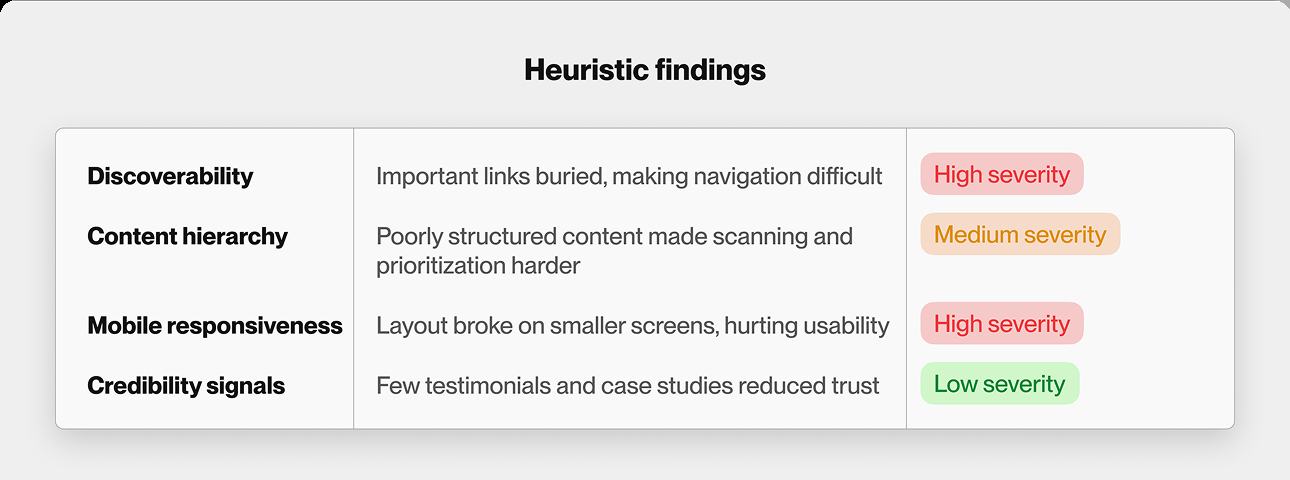 Heuristic findings
Discoverability
Important links buried, making navigation difficult
High severity
Content hierarchy
Poorly structured content made scanning and
prioritization harder
Medium severity
Mobile responsiveness
Layout broke on smaller screens, hurting usability
High severity
Credibility signals
Few testimonials and case studies reduced trust
Low severity